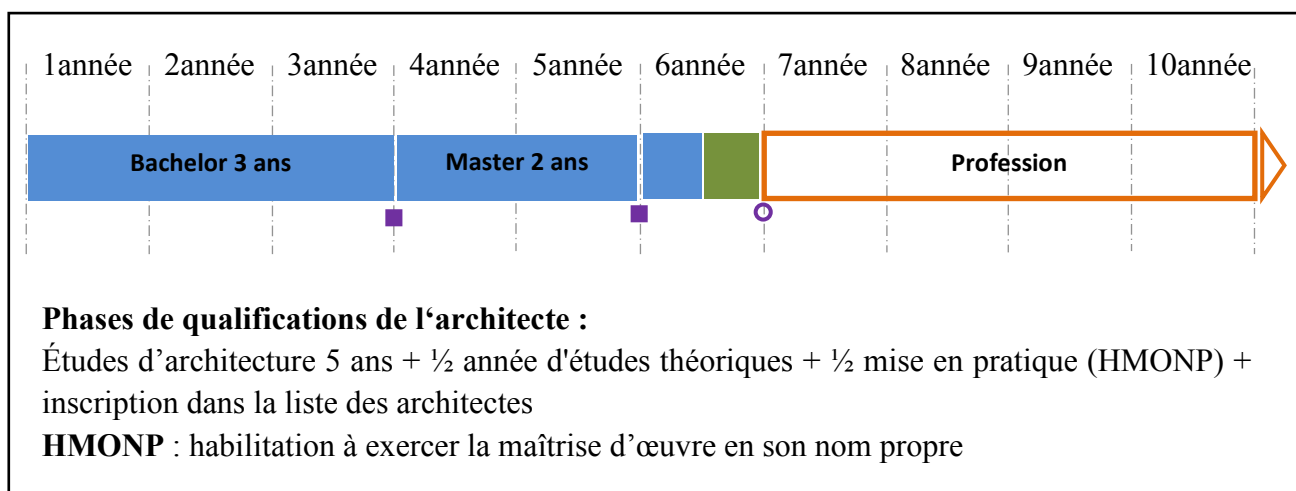 1année 2année 3année 4année 5année 6année 7année 8année 9année 10année
Bachelor 3 ans Master 2 ans Profession
Phases de qualifications de l‘architecte :
Études d’architecture 5 ans + ½ année d'études théoriques + ½ mise en pratique (HMONP) +
inscription dans la liste des architectes
HMONP : habilitation à exercer la maîtrise d’œuvre en son nom propre